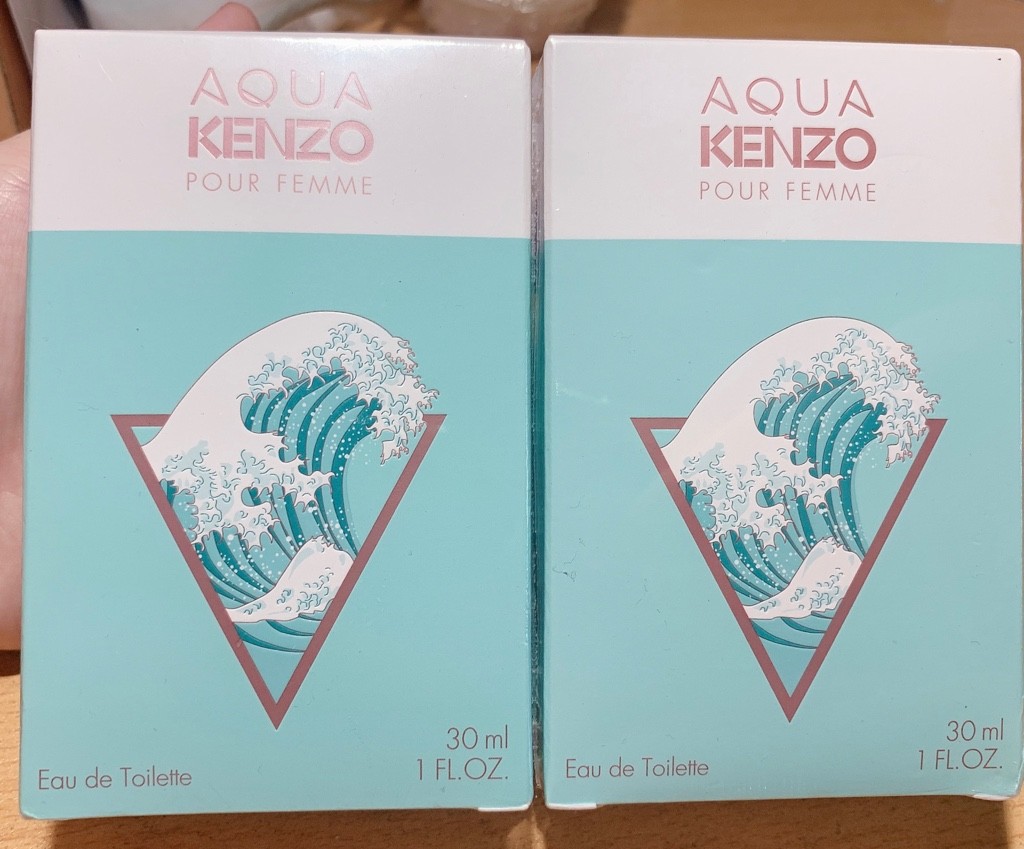 AQUA
KENZO
POUR FEMME
30 ml
1 FL.OZ.
Eau de Toilette
AQUA
KENZO
POUR FEMME
30 ml
1 FL.OZ.
Eau de Toilette